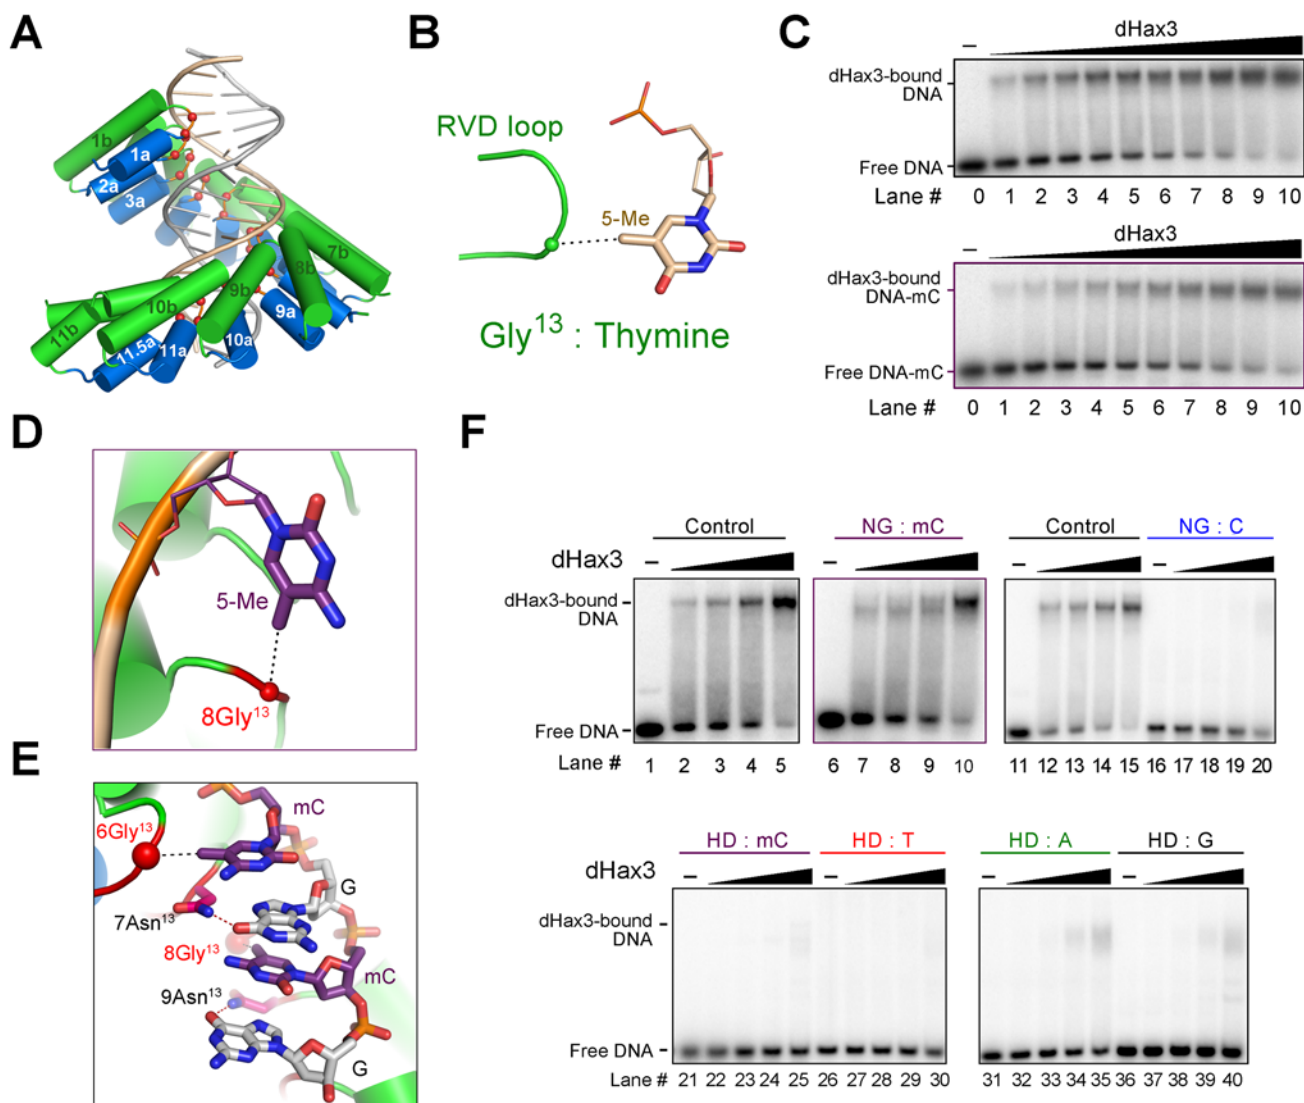 A
1b
1a
2a
3a
7b
8b
9b
10b
11b
9a
10a
11a
11.5a
B
RVD loop
5-Me
Gly13 : Thymine
C
dHax3
–
dHax3-bound
DNA
Free DNA
Lane # 0 1 2 3 4 5 6 7 8 9 10
dHax3
–
dHax3-bound
DNA-mC
Free DNA-mC
Lane # 0 1 2 3 4 5 6 7 8 9 10
D
5-Me
8Gly13
E
mC
6Gly13
G
7Asn13
8Gly13
mC
9Asn13
G
F
Control NG : mC Control NG : C
dHax3 – – – –
dHax3-bound
DNA
Free DNA
Lane # 1 2 3 4 5 6 7 8 9 10 11 12 13 14 15 16 17 18 19 20
HD : mC HD : T HD : A HD : G
dHax3 – – – –
dHax3-bound
DNA
Free DNA
Lane # 21 22 23 24 25 26 27 28 29 30 31 32 33 34 35 36 37 38 39 40